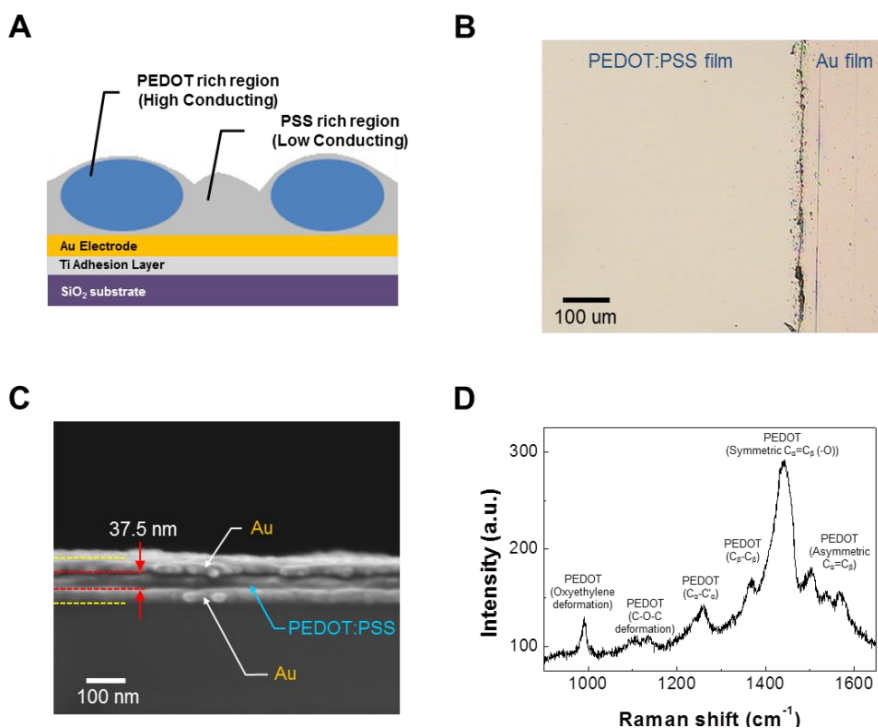 A
PEDOT rich region
(High Conducting)
PSS rich region
(Low Conducting)
Au Electrode
Ti Adhesion Layer
SiO₂ substrate
B
PEDOT:PSS film
Au film
100 um
C
37.5 nm
Au
PEDOT:PSS
Au
100 nm
D
PEDOT
(Symmetric Cα=Cβ (-O))
PEDOT
(Cβ-Cβ)
PEDOT
(Asymmetric
Cα=Cβ)
PEDOT
(Oxyethylene
deformation)
PEDOT
(C-O-C
deformation)
PEDOT
(Cα-C'α)
300
200
100
Intensity (a.u.)
1000
1200
1400
1600
Raman shift (cm⁻¹)